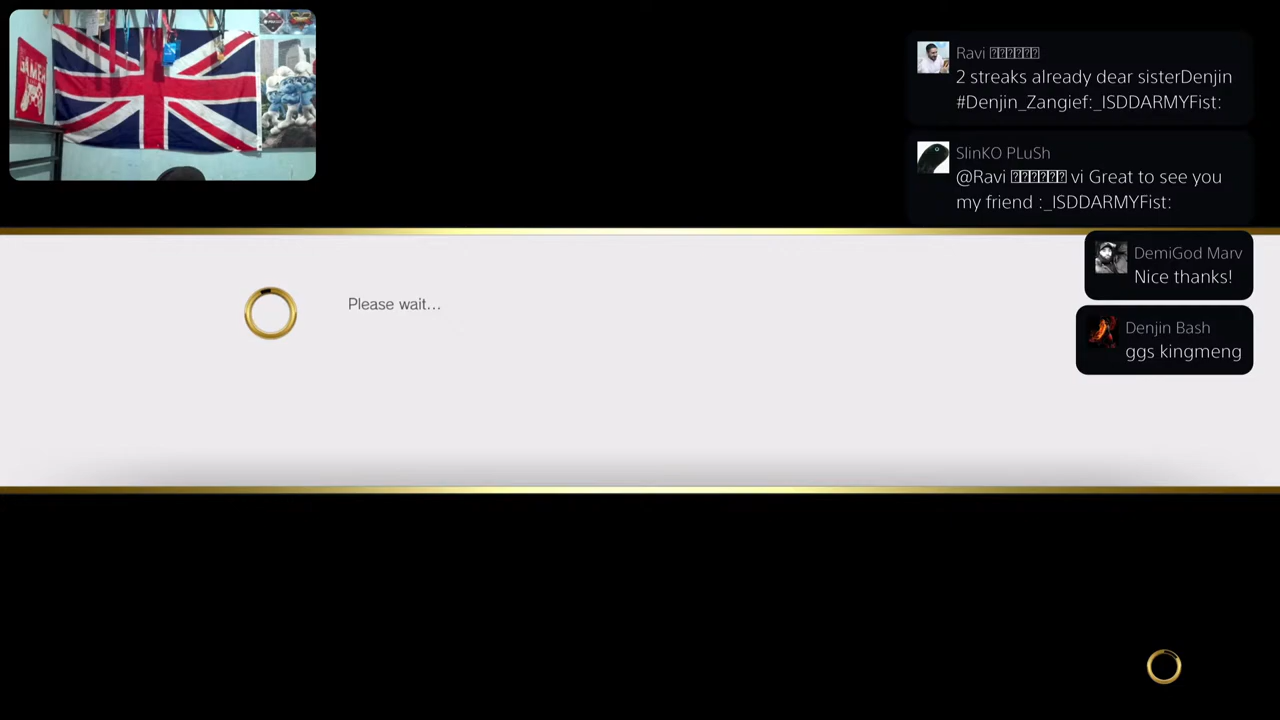 GAMER
Ravi
2 streaks already dear sisterDenjin
#Denjin_Zangief:_ISDDARMYFist:
SlinKO PLuSh
@Ravi vi Great to see you
my friend :_ISDDARMYFist:
DemiGod Marv
Nice thanks!
Denjin Bash
ggs kingmeng
Please wait...